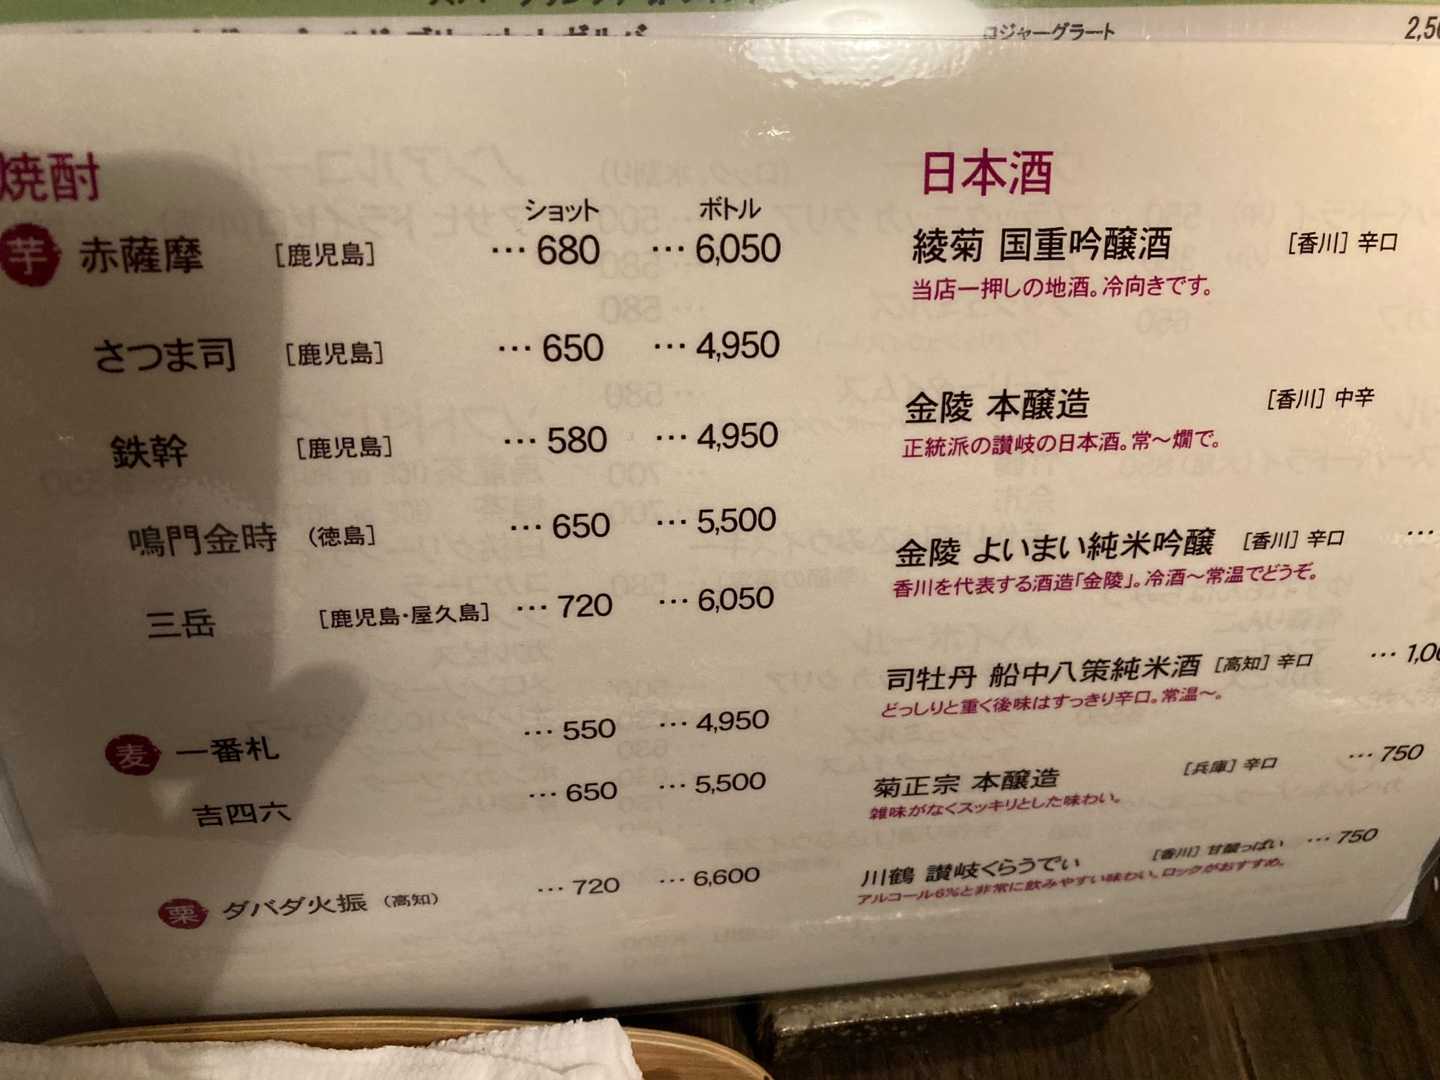 ロジャーグラート 2,50
焼酎
ショット ボトル
芋 赤薩摩 [鹿児島] … 680 … 6,050
さつま司 [鹿児島] … 650 … 4,950
鉄幹 [鹿児島] … 580 … 4,950
鳴門金時 (徳島] … 650 … 5,500
三岳 [鹿児島・屋久島] … 720 … 6,050
麦 一番札 … 550 … 4,950
吉四六 … 650 … 5,500
栗 ダバダ火振 (高知) … 720 … 6,600
日本酒
綾菊 国重吟醸酒 [香川] 辛口
当店一押しの地酒。冷向きです。
金陵 本醸造 [香川] 中辛
正統派の讃岐の日本酒。常～燗で。
金陵 よいまい純米吟醸 [香川] 辛口 …
香川を代表する酒造「金陵」。冷酒～常温でどうぞ。
司牡丹 船中八策純米酒 [高知] 辛口 … 1,00
どっしりと重く後味はすっきり辛口。常温～。
菊正宗 本醸造 [兵庫] 辛口 … 750
雑味がなくスッキリとした味わい。
川鶴 讃岐くらうでぃ [香川] 甘酸っぱい … 750
アルコール6%と非常に飲みやすい味わい。ロックがおすすめ。